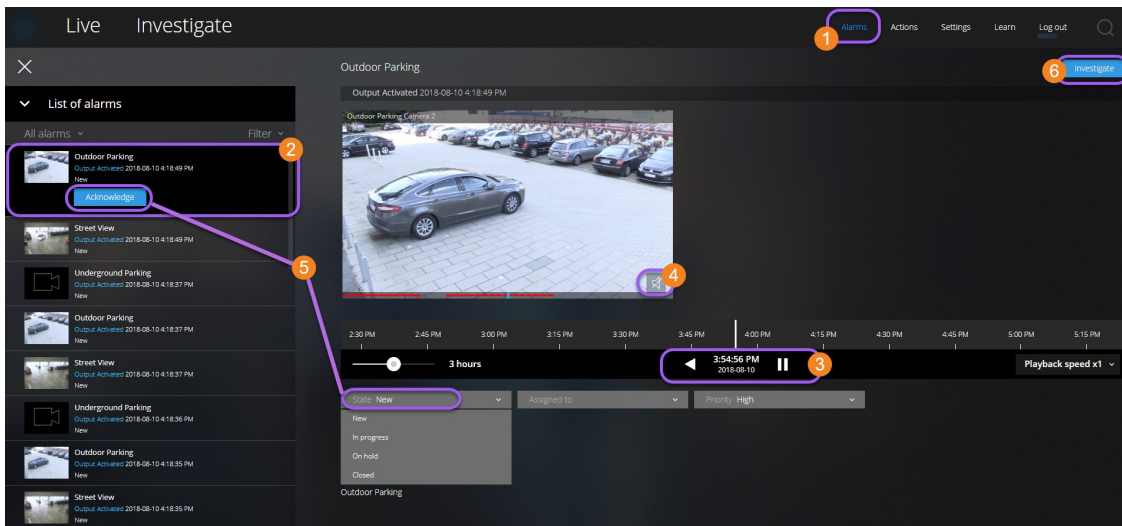 Live Investigate
1 Alarms Actions Settings Learn Log out
List of alarms
All alarms Filter
2
Outdoor Parking
Output Activated 2018-08-10 4:18:49 PM
New
Acknowledge
Street View
Output Activated 2018-08-10 4:18:49 PM
New
Underground Parking
Output Activated 2018-08-10 4:18:37 PM
New
Outdoor Parking
Output Activated 2018-08-10 4:18:37 PM
New
Street View
Output Activated 2018-08-10 4:18:37 PM
New
Underground Parking
Output Activated 2018-08-10 4:18:36 PM
New
Outdoor Parking
Output Activated 2018-08-10 4:18:35 PM
New
Street View
Output Activated 2018-08-10 4:18:35 PM
New
5
Outdoor Parking
6 Investigate
Output Activated 2018-08-10 4:18:49 PM
Outdoor Parking Camera 2
4
2:30 PM 2:45 PM 3:00 PM 3:15 PM 3:30 PM 3:45 PM 4:00 PM 4:15 PM 4:30 PM 4:45 PM 5:00 PM 5:15 PM
3 hours 3:54:56 PM 3 Playback speed x1
2018-08-10
State New Assigned to Priority High
New
In progress
On hold
Closed
Outdoor Parking